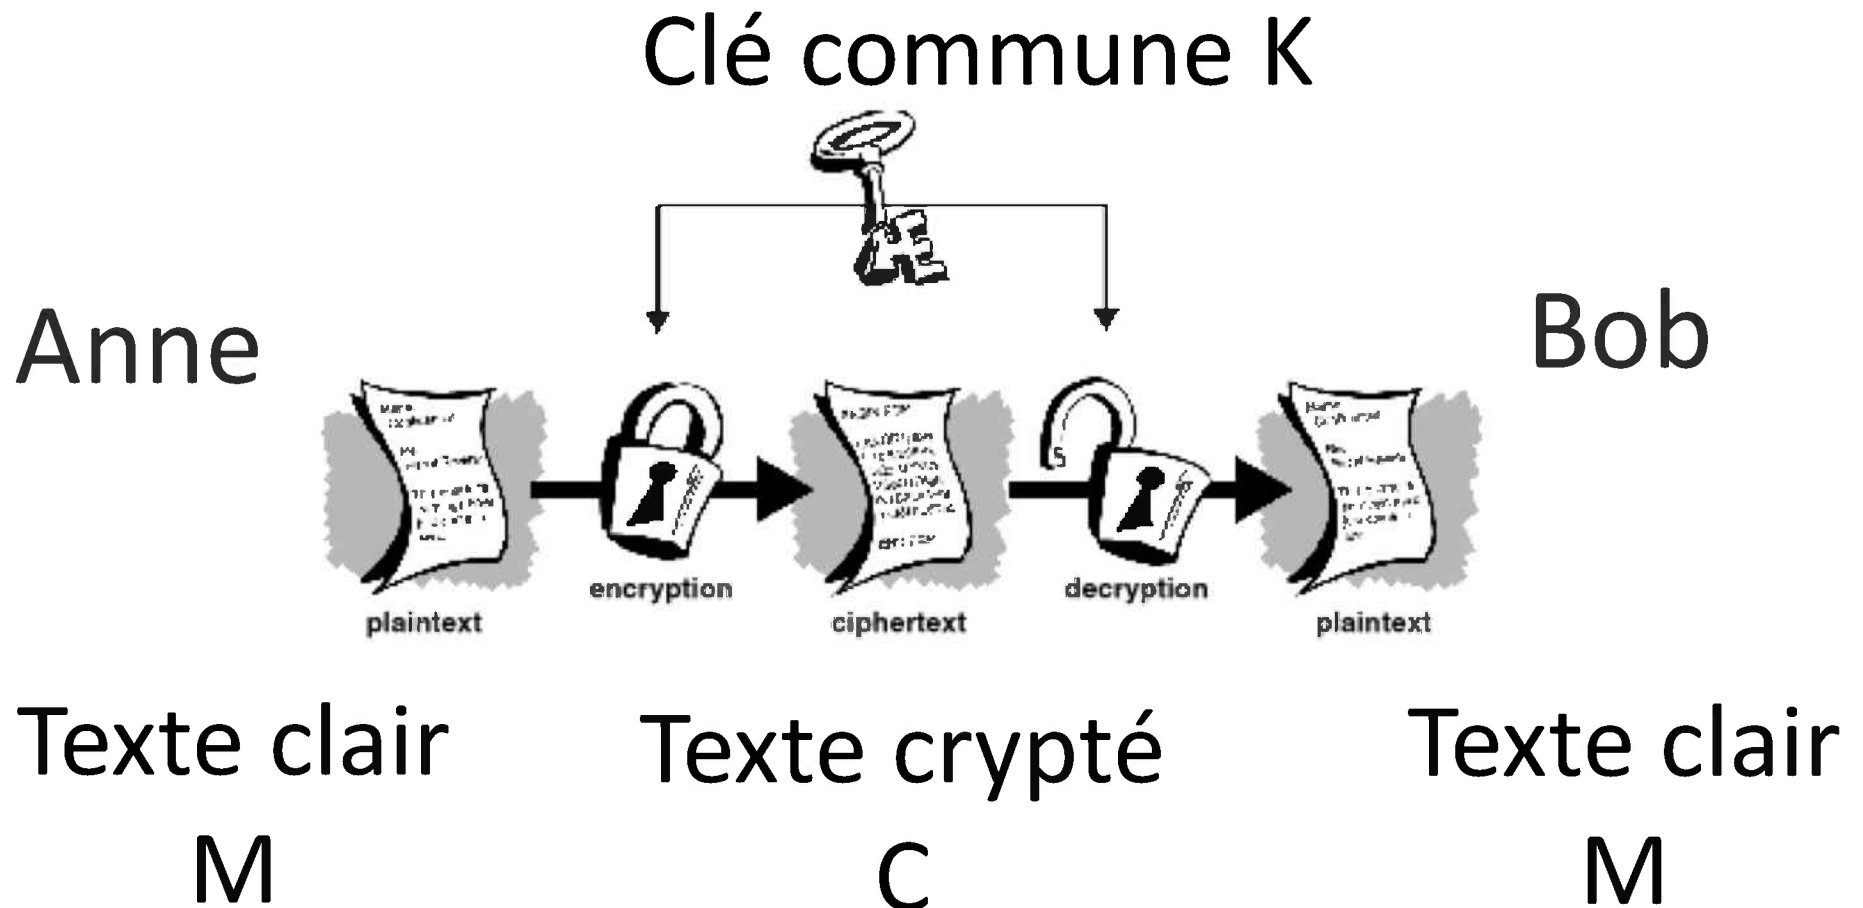 Clé commune K
Anne
Bob
encryption
decryption
plaintext
ciphertext
plaintext
Texte clair
Texte crypté
Texte clair
M
C
M